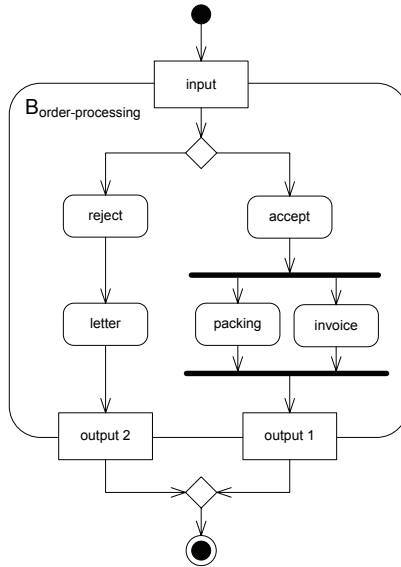 input
Border-processing
reject
accept
letter
packing
invoice
output 2
output 1